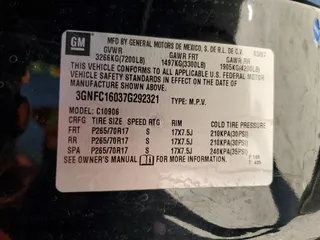 GM
MFD BY GENERAL MOTORS DE MEXICO, S. DE R.L. DE C.V. 03/07
GVWR GAWR FRT GAWR RR
3266KG(7200LB) 1497KG(3300LB) 1905KG(4200LB)
THIS VEHICLE CONFORMS TO ALL APPLICABLE U.S. FEDERAL
MOTOR VEHICLE SAFETY STANDARDS IN EFFECT ON THE DATE OF
MANUFACTURE SHOWN ABOVE.
3GNFC16037G292321 TYPE: M.P.V.
MODEL: C10906
CRFG TIRE SIZE SPEED RTG RIM COLD TIRE PRESSURE
FRT P265/70R17 S 17X7.5J 210KPA(30PSI)
RR P265/70R17 S 17X7.5J 210KPA(30PSI)
SPA P265/70R17 S 17X7.5J 240KPA(35PSI)
SEE OWNER'S MANUAL FOR MORE INFORMATION.